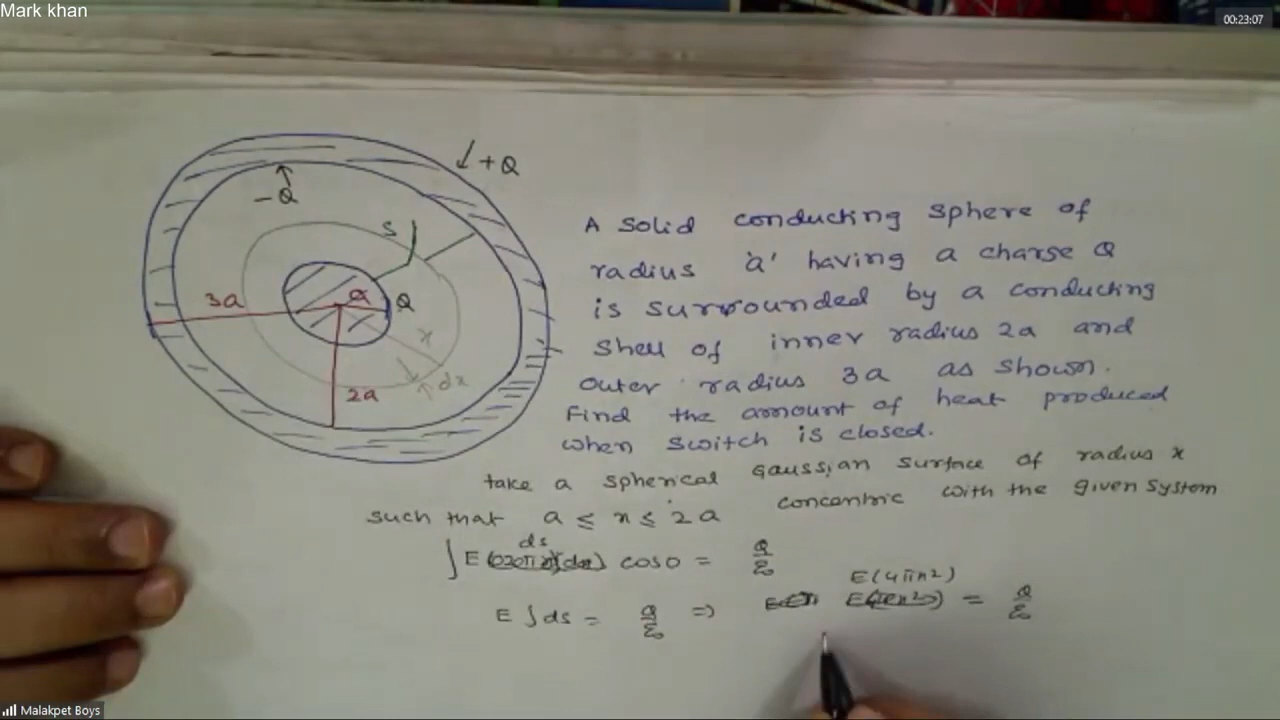 Mark khan
00:23:07
+Q
-Q
S
3a
a
Q
x
dx
2a
A solid conducting sphere of
radius 'a' having a charge Q
is surrounded by a conducting
shell of inner radius 2a and
outer radius 3a as shown.
Find the amount of heat produced
when switch is closed.
take a spherical Gaussian surface of radius x
concentric with the given system
such that a ≤ x ≤ 2a
∫ E ds cos0 = Q/ε₀
E ∫ ds = Q/ε₀ ⇒ E(4πx²) = Q/ε₀
Malakpet Boys